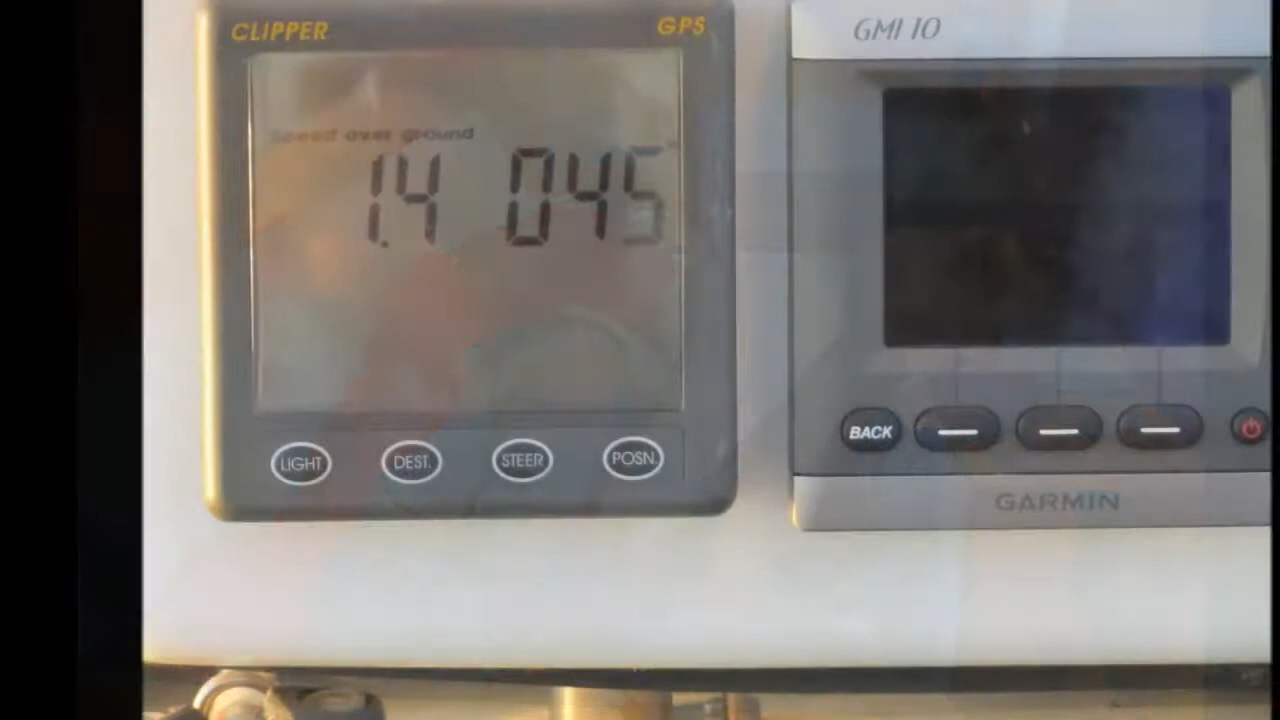 CLIPPER GPS
Speed over ground
1.4 045
LIGHT DEST. STEER POSN.
GMI 10
BACK
GARMIN